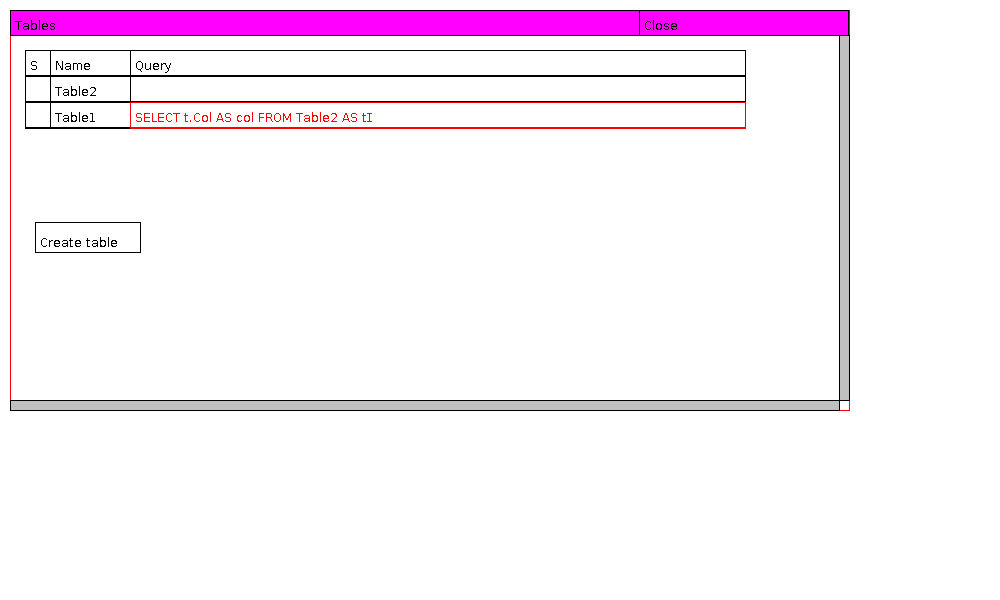 Tables Close
S Name Query
Table2
Table1 SELECT t.Col AS col FROM Table2 AS tI
Create table